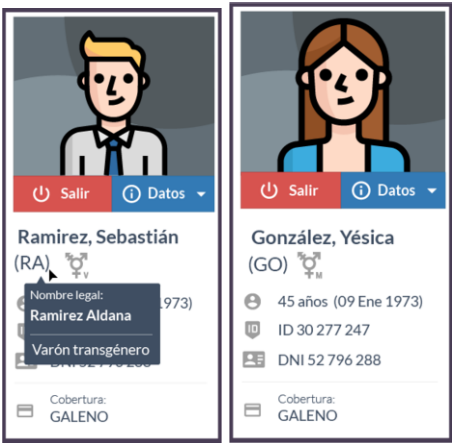 Salir
Datos
Ramirez, Sebastián
(RA)
V
Nombre legal:
Ramirez Aldana
Varón transgénero
1973)
Cobertura:
GALENO
Salir
Datos
González, Yésica
(GO)
M
45 años (09 Ene 1973)
ID
ID 30 277 247
DNI 52 796 288
Cobertura:
GALENO